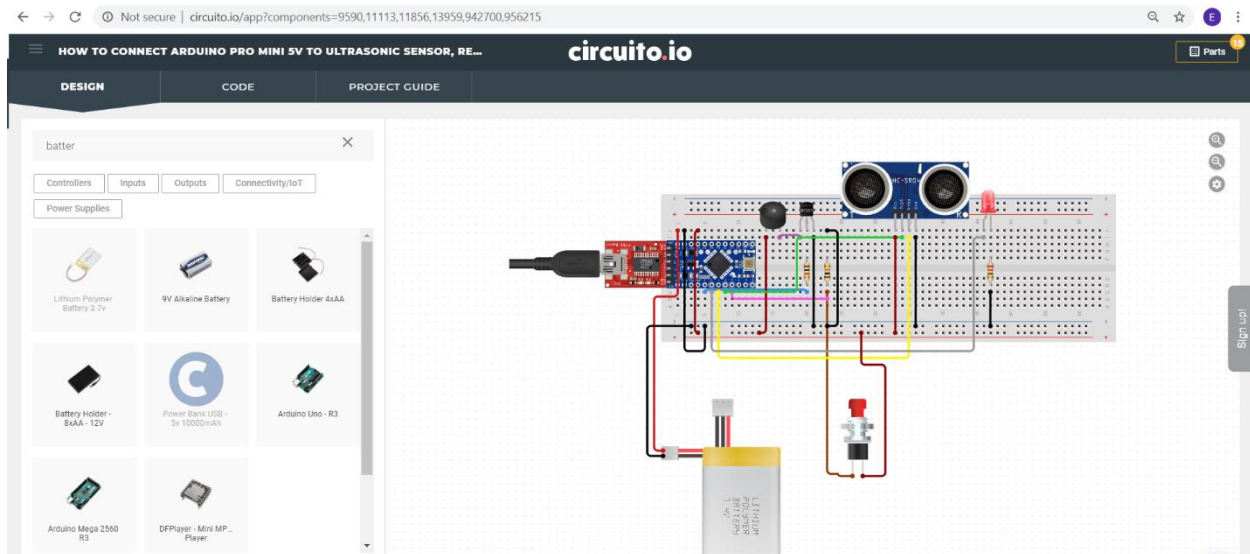 Not secure | circuito.io/app?components=9590,11113,11856,13959,942700,956215
E
HOW TO CONNECT ARDUINO PRO MINI 5V TO ULTRASONIC SENSOR, RE...
circuito.io
Parts
15
DESIGN
CODE
PROJECT GUIDE
batter
Controllers
Inputs
Outputs
Connectivity/IoT
Power Supplies
Lithium Polymer
Battery 3.7v
9V Alkaline Battery
Battery Holder 4xAA
Battery Holder -
8xAA - 12V
Power Bank USB -
5v 10000mAh
Arduino Uno - R3
Arduino Mega 2560
R3
DFPlayer - Mini MP...
Player
HC-SR04
LITHIUM
POLYMER
BATTERY
Sign up!